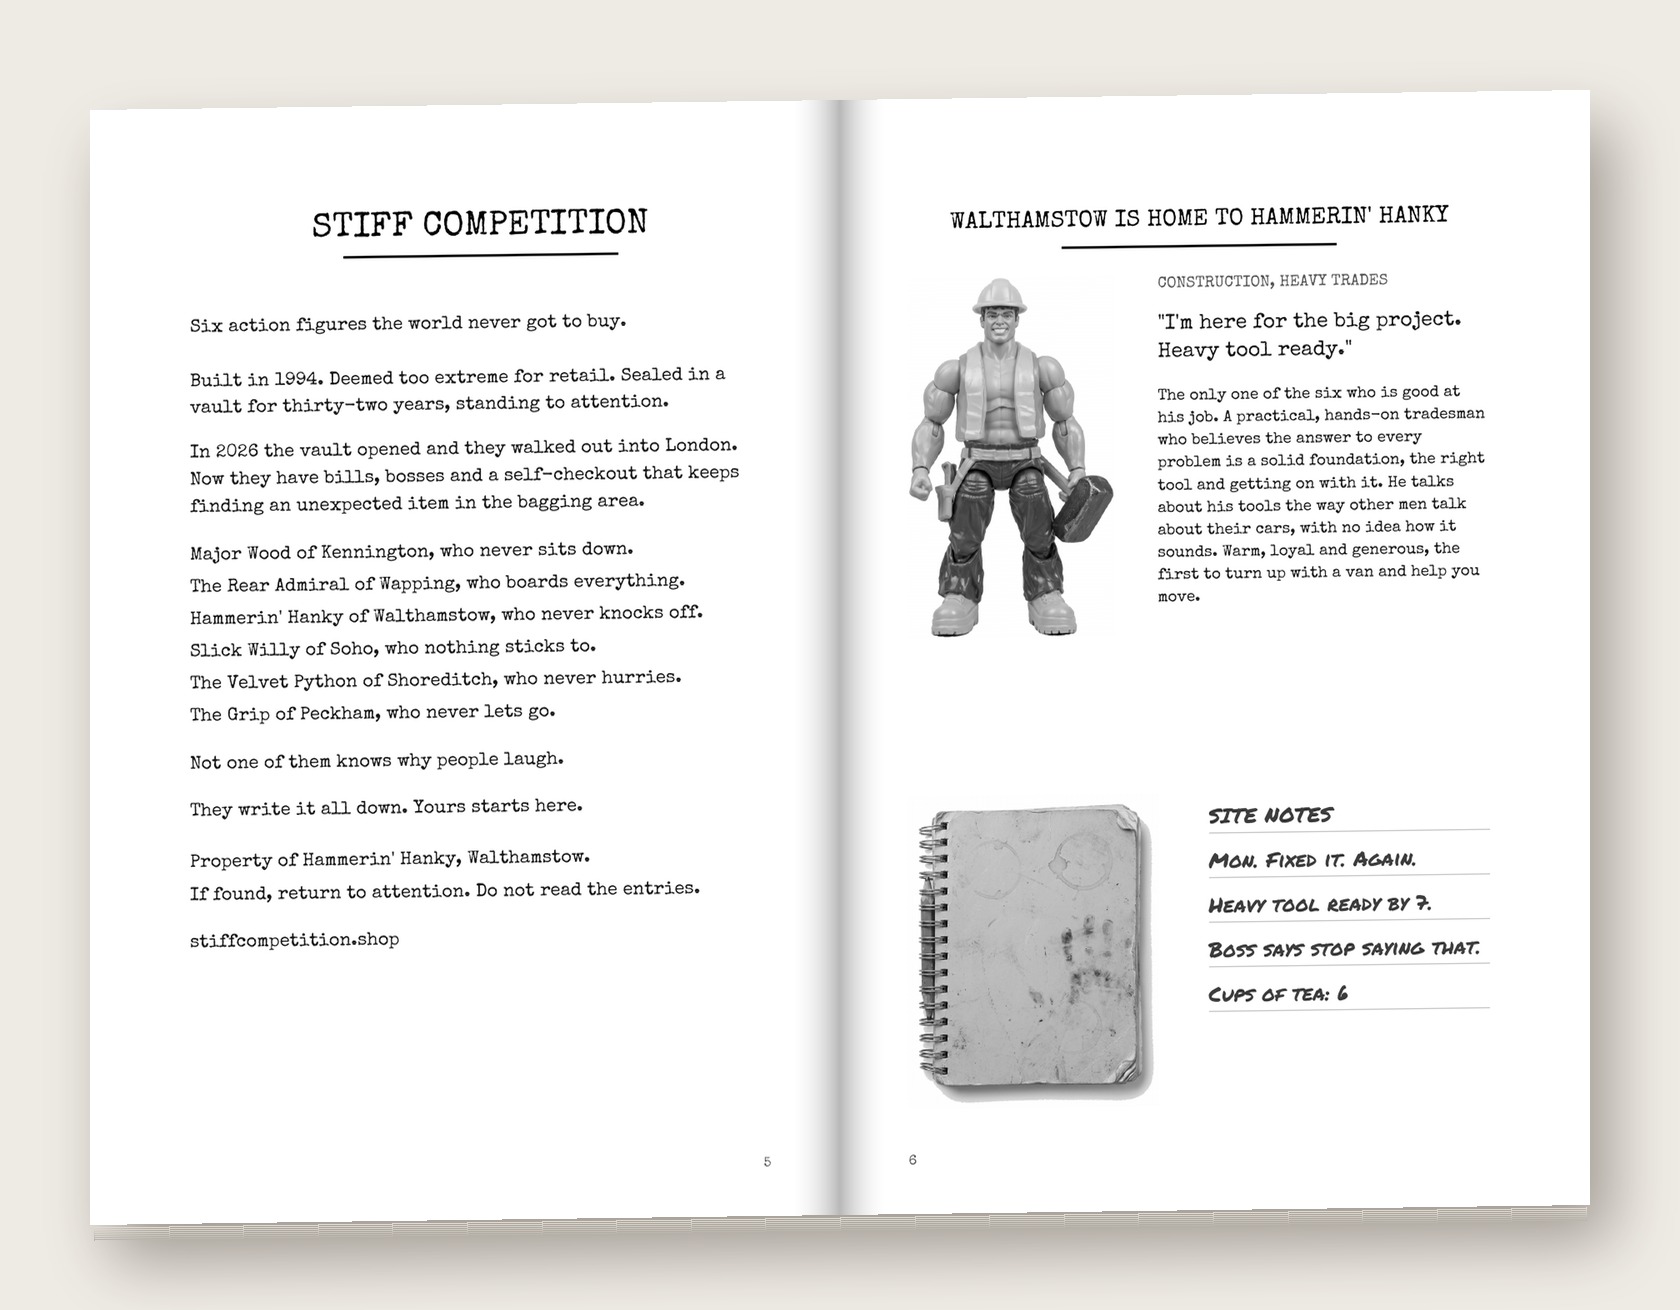 STIFF COMPETITION
Six action figures the world never got to buy.
Built in 1994. Deemed too extreme for retail. Sealed in a
vault for thirty-two years, standing to attention.
In 2026 the vault opened and they walked out into London.
Now they have bills, bosses and a self-checkout that keeps
finding an unexpected item in the bagging area.
Major Wood of Kennington, who never sits down.
The Rear Admiral of Wapping, who boards everything.
Hammerin' Hanky of Walthamstow, who never knocks off.
Slick Willy of Soho, who nothing sticks to.
The Velvet Python of Shoreditch, who never hurries.
The Grip of Peckham, who never lets go.
Not one of them knows why people laugh.
They write it all down. Yours starts here.
Property of Hammerin' Hanky, Walthamstow.
If found, return to attention. Do not read the entries.
stiffcompetition.shop
5
WALTHAMSTOW IS HOME TO HAMMERIN' HANKY
CONSTRUCTION, HEAVY TRADES
"I'm here for the big project.
Heavy tool ready."
The only one of the six who is good at
his job. A practical, hands-on tradesman
who believes the answer to every
problem is a solid foundation, the right
tool and getting on with it. He talks
about his tools the way other men talk
about their cars, with no idea how it
sounds. Warm, loyal and generous, the
first to turn up with a van and help you
move.
SITE NOTES
MON. FIXED IT. AGAIN.
HEAVY TOOL READY BY 7.
BOSS SAYS STOP SAYING THAT.
CUPS OF TEA: 6
6